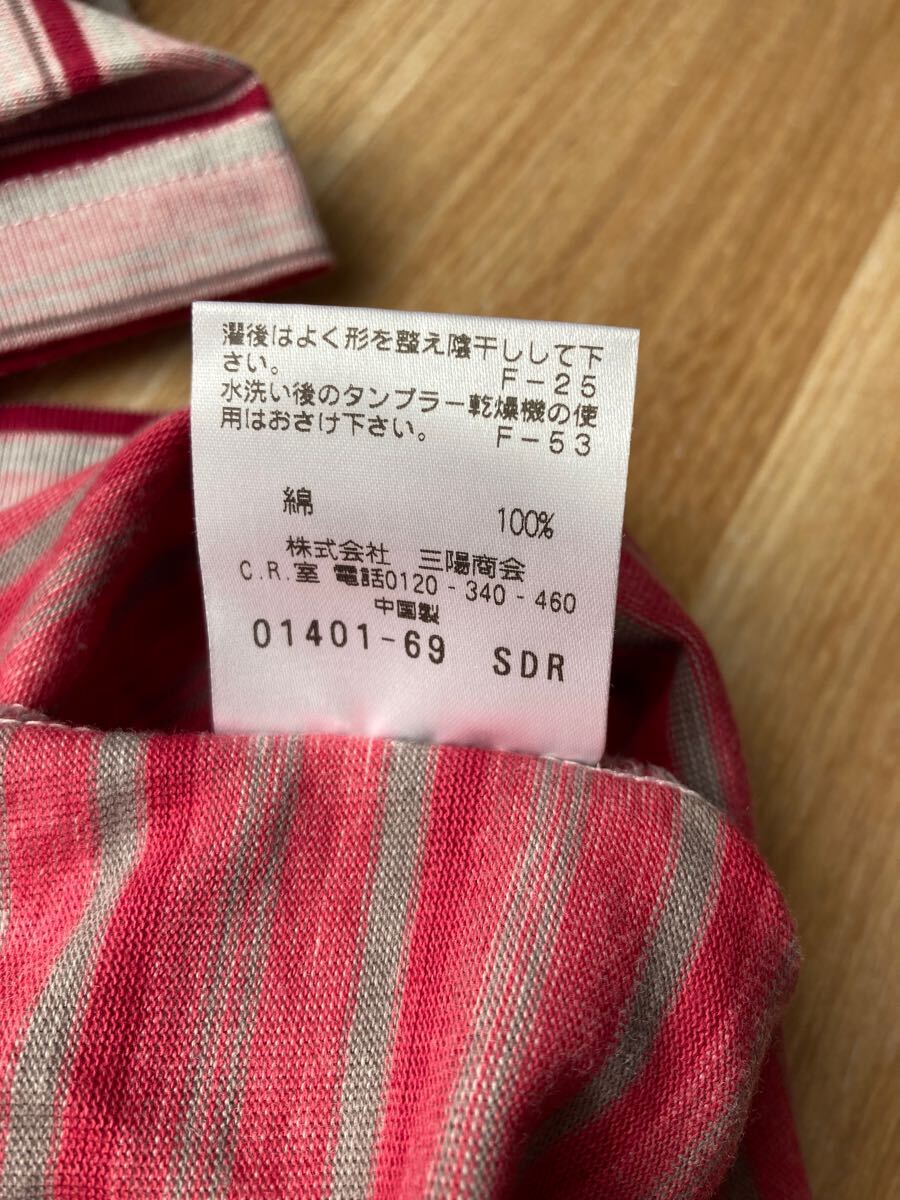 濯後はよく形を整え陰干しして下
さい。 F-25
水洗い後のタンブラー乾燥機の使
用はおさけ下さい。 F-53
綿 100%
株式会社 三陽商会
C.R.室 電話0120-340-460
中国製
01401-69 SDR